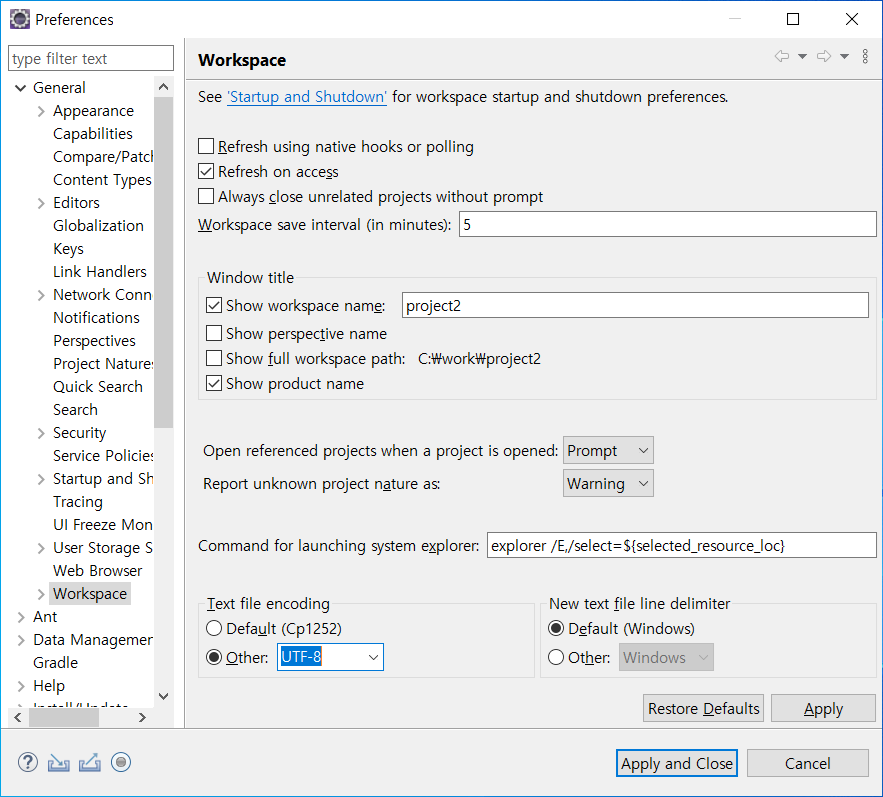 Preferences
type filter text
General
Appearance
Capabilities
Compare/Patch
Content Types
Editors
Globalization
Keys
Link Handlers
Network Conn
Notifications
Perspectives
Project Natures
Quick Search
Search
Security
Service Policies
Startup and Sh
Tracing
UI Freeze Mon
User Storage S
Web Browser
Workspace
Ant
Data Managemer
Gradle
Help
Install/Update
Workspace
See 'Startup and Shutdown' for workspace startup and shutdown preferences.
Refresh using native hooks or polling
Refresh on access
Always close unrelated projects without prompt
Workspace save interval (in minutes): 5
Window title
Show workspace name: project2
Show perspective name
Show full workspace path: C:₩work₩project2
Show product name
Open referenced projects when a project is opened: Prompt
Report unknown project nature as: Warning
Command for launching system explorer: explorer /E,/select=${selected_resource_loc}
Text file encoding
Default (Cp1252)
Other: UTF-8
New text file line delimiter
Default (Windows)
Other: Windows
Restore Defaults
Apply
Apply and Close
Cancel